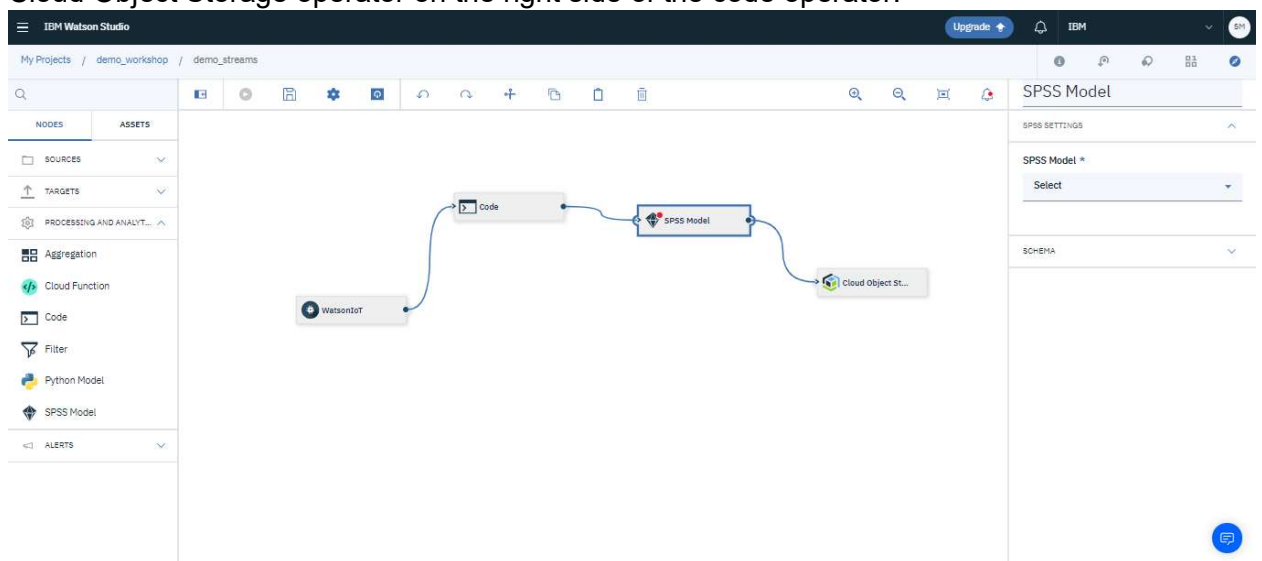 Cloud Object Storage operator on the right side of the code operator.
IBM Watson Studio
Upgrade
IBM
SM
My Projects / demo_workshop / demo_streams
SPSS Model
NODES
ASSETS
SPSS SETTINGS
SOURCES
SPSS Model *
TARGETS
Select
Code
PROCESSING AND ANALYT...
SPSS Model
Aggregation
SCHEMA
Cloud Function
Cloud Object St...
WatsonIoT
Code
Filter
Python Model
SPSS Model
ALERTS